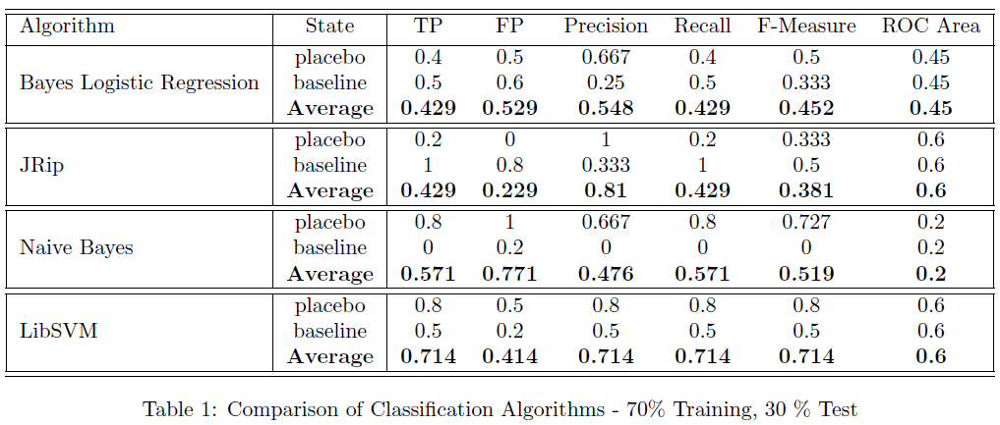 Algorithm State TP FP Precision Recall F-Measure ROC Area
placebo 0.4 0.5 0.667 0.4 0.5 0.45
Bayes Logistic Regression baseline 0.5 0.6 0.25 0.5 0.333 0.45
Average 0.429 0.529 0.548 0.429 0.452 0.45
placebo 0.2 0 1 0.2 0.333 0.6
JRip baseline 1 0.8 0.333 1 0.5 0.6
Average 0.429 0.229 0.81 0.429 0.381 0.6
placebo 0.8 1 0.667 0.8 0.727 0.2
Naive Bayes baseline 0 0.2 0 0 0 0.2
Average 0.571 0.771 0.476 0.571 0.519 0.2
placebo 0.8 0.5 0.8 0.8 0.8 0.6
LibSVM baseline 0.5 0.2 0.5 0.5 0.5 0.6
Average 0.714 0.414 0.714 0.714 0.714 0.6
Table 1: Comparison of Classification Algorithms - 70% Training, 30 % Test